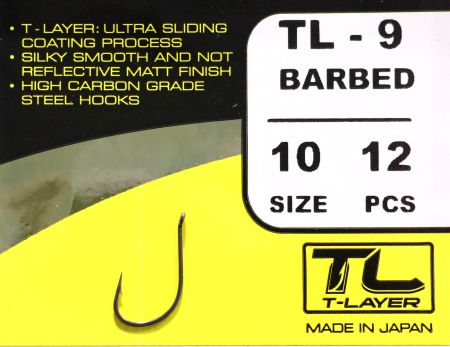 • T-LAYER: ULTRA SLIDING
COATING PROCESS
• SILKY SMOOTH AND NOT
REFLECTIVE MATT FINISH
• HIGH CARBON GRADE
STEEL HOOKS
TL - 9
BARBED
10 12
SIZE PCS
TL
T-LAYER
MADE IN JAPAN